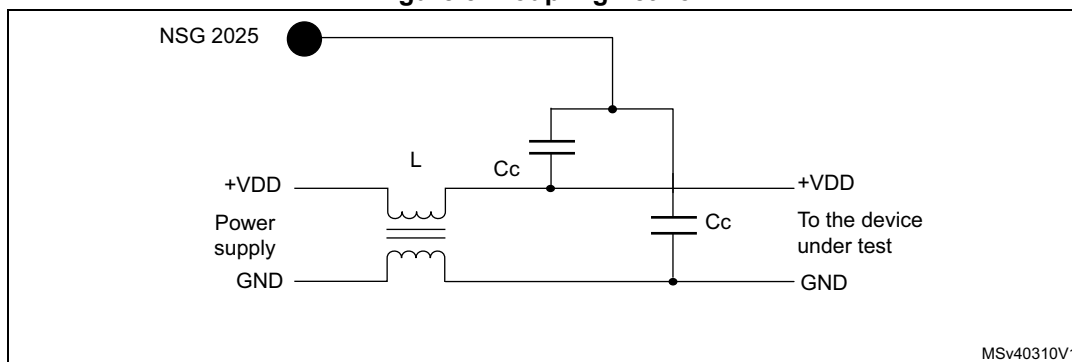 NSG 2025
L
Cc
+VDD
+VDD
Power
supply
Cc
To the device
under test
GND
GND
MSv40310V1